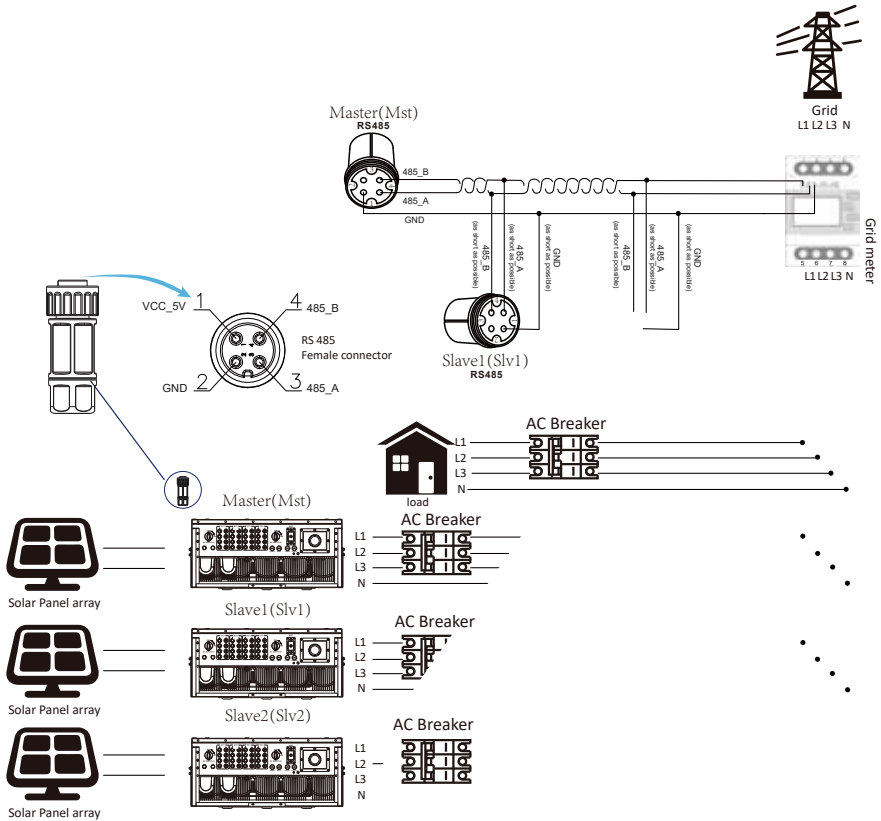 Grid
L1 L2 L3 N
Master(Mst)
RS485
485_B
485_A
GND
485_B
(as short as possible)
485_A
(as short as possible)
GND
(as short as possible)
485_B
(as short as possible)
485_A
(as short as possible)
GND
(as short as possible)
Grid meter
5 6 7 8
L1 L2 L3 N
Slave1(Slv1)
RS485
VCC_5V
1
4
485_B
RS 485
Female connector
GND
2
3
485_A
AC Breaker
L1
L2
L3
N
load
Master(Mst)
AC Breaker
L1
L2
L3
N
Solar Panel array
Slave1(Slv1)
AC Breaker
L1
L2
L3
N
Solar Panel array
Slave2(Slv2)
AC Breaker
L1
L2
L3
N
Solar Panel array